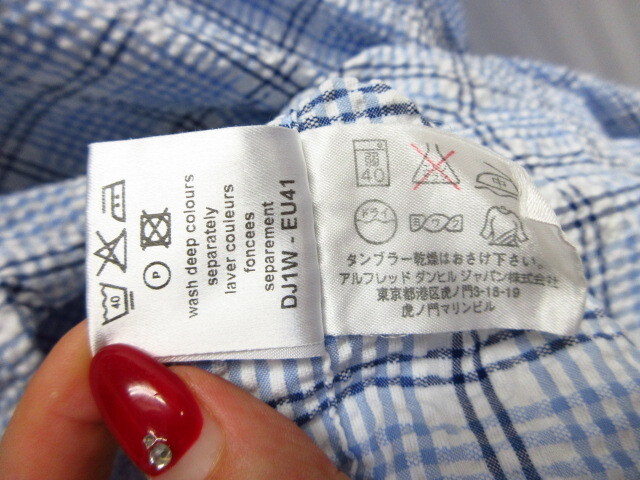 40
P
wash deep colours
separately
laver couleurs
foncees
separement
DJ1W - EU41
弱
40
ドライ
タンブラー乾燥はおさけ下さい。
アルフレッド ダンヒル ジャパン株式会社
東京都港区虎ノ門3-18-19
虎ノ門マリンビル